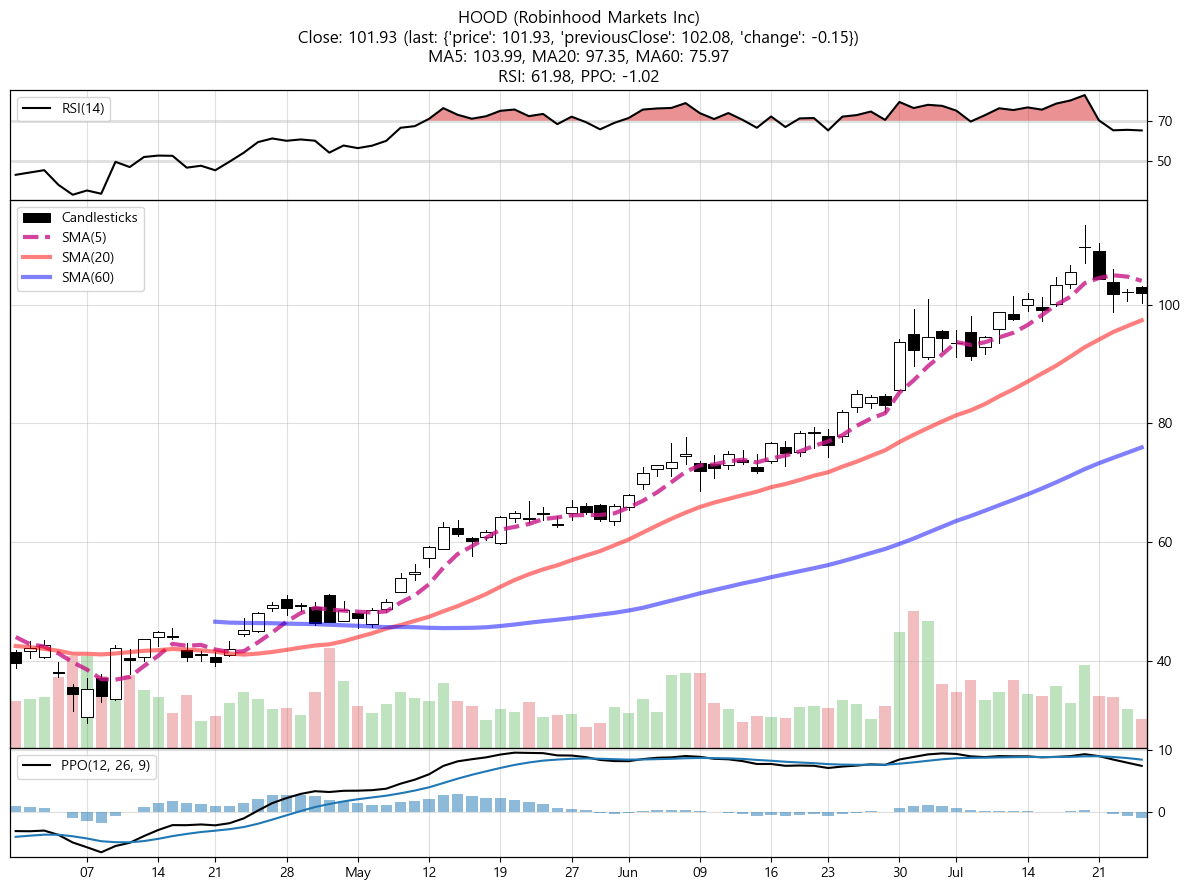 HOOD (Robinhood Markets Inc)
Close: 101.93 (last: {'price': 101.93, 'previousClose': 102.08, 'change': -0.15})
MA5: 103.99, MA20: 97.35, MA60: 75.97
RSI: 61.98, PPO: -1.02
RSI(14)
70
50
Candlesticks
SMA(5)
SMA(20)
SMA(60)
100
80
60
40
PPO(12, 26, 9)
10
0
07 14 21 28 May 12 19 27 Jun 09 16 23 30 Jul 14 21